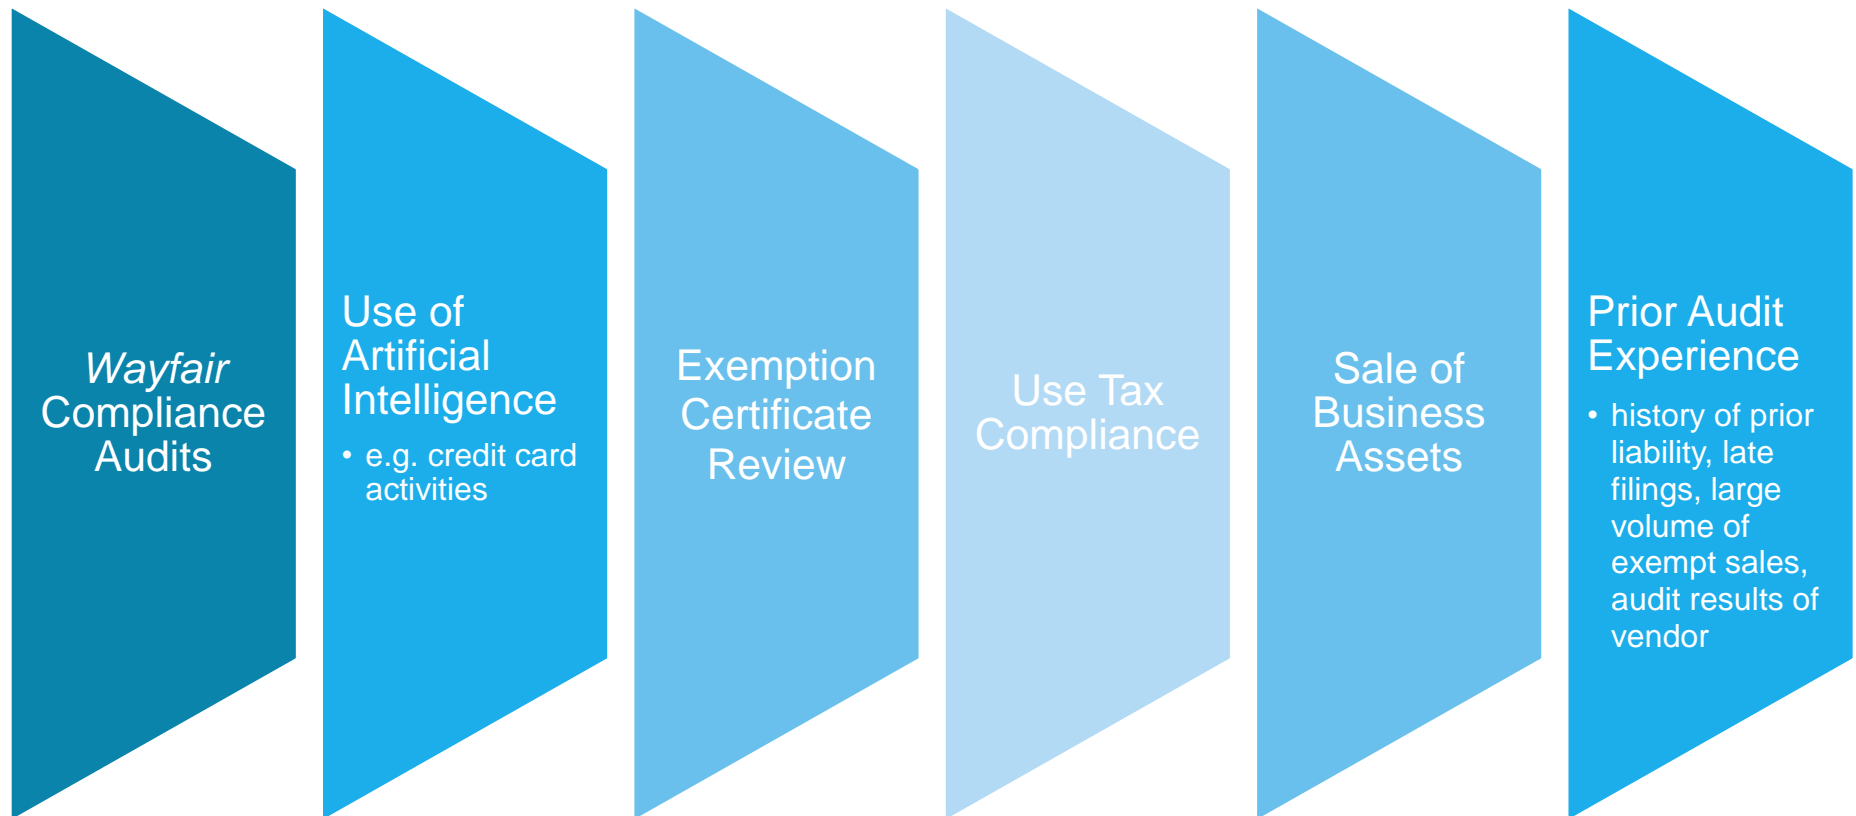 Wayfair
Compliance
Audits
Use of
Artificial
Intelligence
• e.g. credit card
activities
Exemption
Certificate
Review
Use Tax
Compliance
Sale of
Business
Assets
Prior Audit
Experience
• history of prior
liability, late
filings, large
volume of
exempt sales,
audit results of
vendor